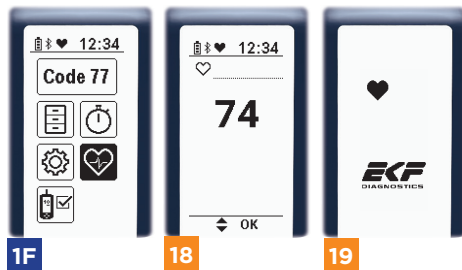 12:34
Code 77
1F
12:34
74
OK
18
EKF
DIAGNOSTICS
19